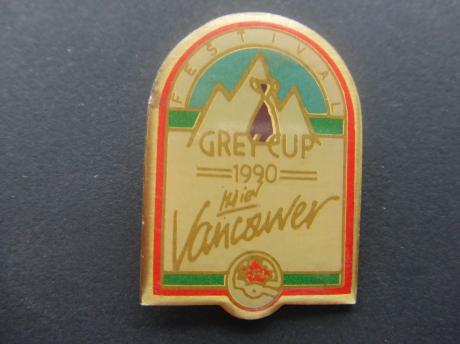 FESTIVAL
GREY CUP
1990
Vancouver